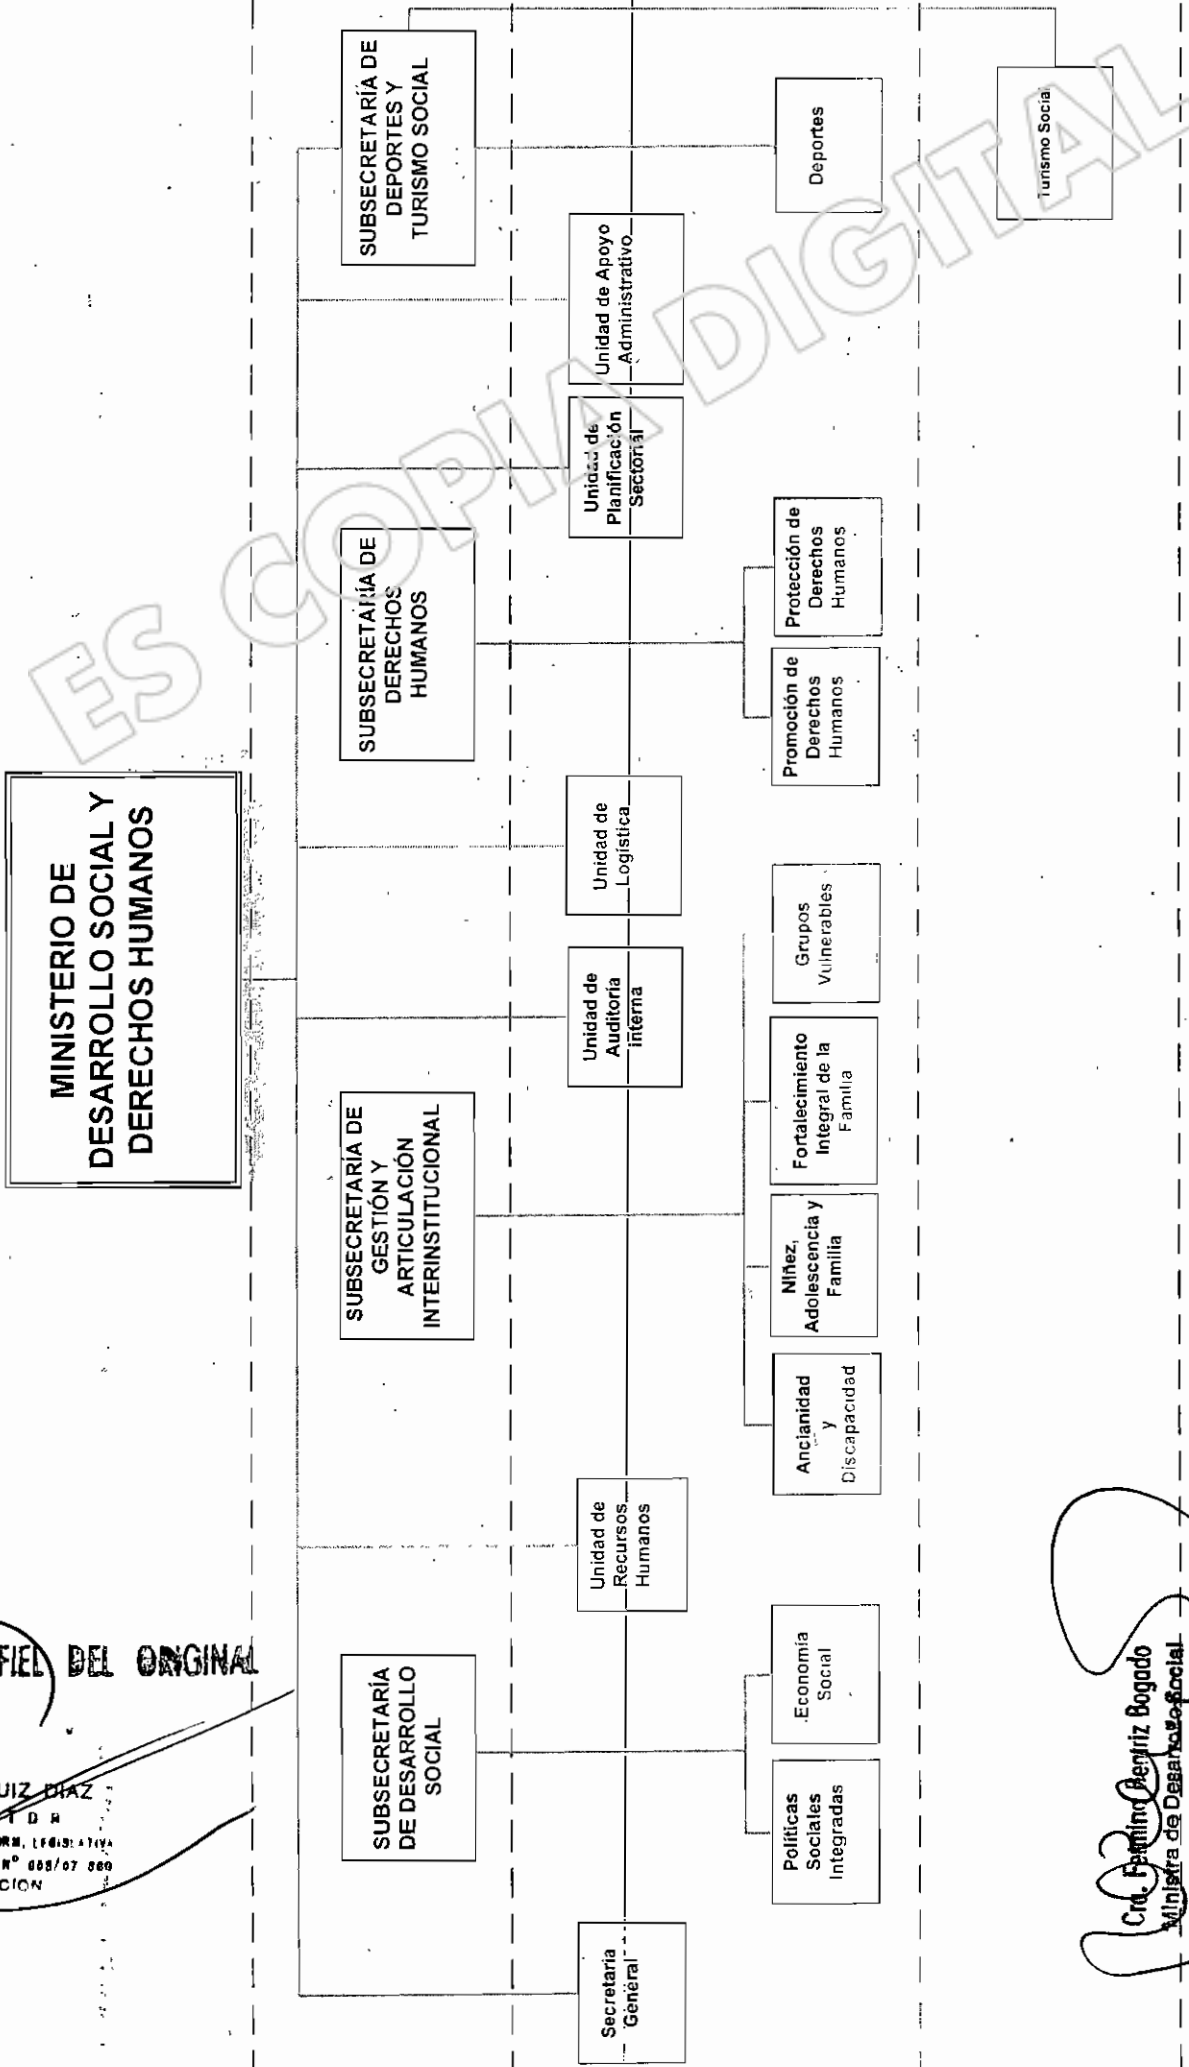 MINISTERIO DE
DESARROLLO SOCIAL Y
DERECHOS HUMANOS
SUBSECRETARÍA
DE DESARROLLO
SOCIAL
SUBSECRETARÍA DE
GESTIÓN Y
ARTICULACIÓN
INTERINSTITUCIONAL
SUBSECRETARÍA DE
DERECHOS
HUMANOS
SUBSECRETARÍA DE
DEPORTES Y
TURISMO SOCIAL
Secretaria
General
Unidad de
Recursos
Humanos
Unidad de
Auditoría
interna
Unidad de
Logística
Unidad de
Planificación
Sectorial
Unidad de Apoyo
Administrativo
Políticas
Sociales
Integradas
Economía
Social
Ancianidad
y
Discapacidad
Niñez,
Adolescencia y
Familia
Fortalecimiento
Integral de la
Familia
Grupos
Vulnerables
Promoción de
Derechos
Humanos
Protección de
Derechos
Humanos
Deportes
Turismo Social
ES COPIA DIGITAL
FIEL DEL ORIGINAL
UIZ DIAZ
Cra.
Beatriz Bogado
Ministra de Desarrollo Social